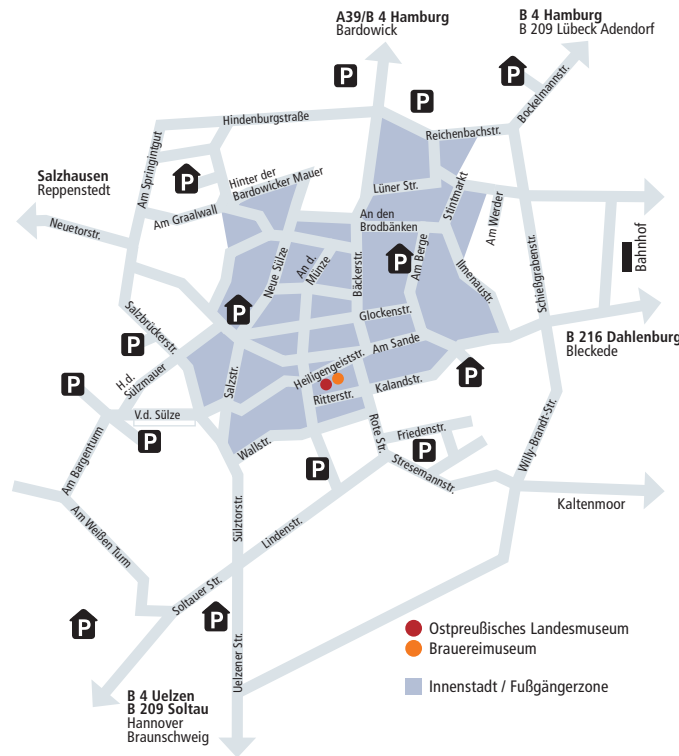 A39/B 4 Hamburg
Bardowick
B 4 Hamburg
B 209 Lübeck Adendorf
P
P
P
Bockelmannstr.
Hindenburgstraße
Reichenbachstr.
Am Springintgut
Salzhausen
Reppenstedt
P
Hinter der
Bardowicker Mauer
Lüner Str.
Stintmarkt
Am Graalwall
Neuetorstr.
An den
Brodbänken
Am Werder
Schießgrabenstr.
Bahnhof
Neue Sülze
An d.
Münze
Bäckerstr.
P
Am Berge
Ilmenaustr.
P
Salzbrückerstr.
P
Glockenstr.
Am Sande
B 216 Dahlenburg
Bleckede
H.d.
Sülzmauer
Salzstr.
Heiligengeiststr.
Ritterstr.
Kalandstr.
P
P
V.d. Sülze
P
Wallstr.
Rote Str.
Friedenstr.
P
Stresemannstr.
Willy-Brandt-Str.
P
Am Bargenturm
Kaltenmoor
Am Weißen Turm
Sülztorstr.
Lindenstr.
Soltauer Str.
P
P
Uelzener Str.
Ostpreußisches Landesmuseum
Brauereimuseum
Innenstadt / Fußgängerzone
B 4 Uelzen
B 209 Soltau
Hannover
Braunschweig